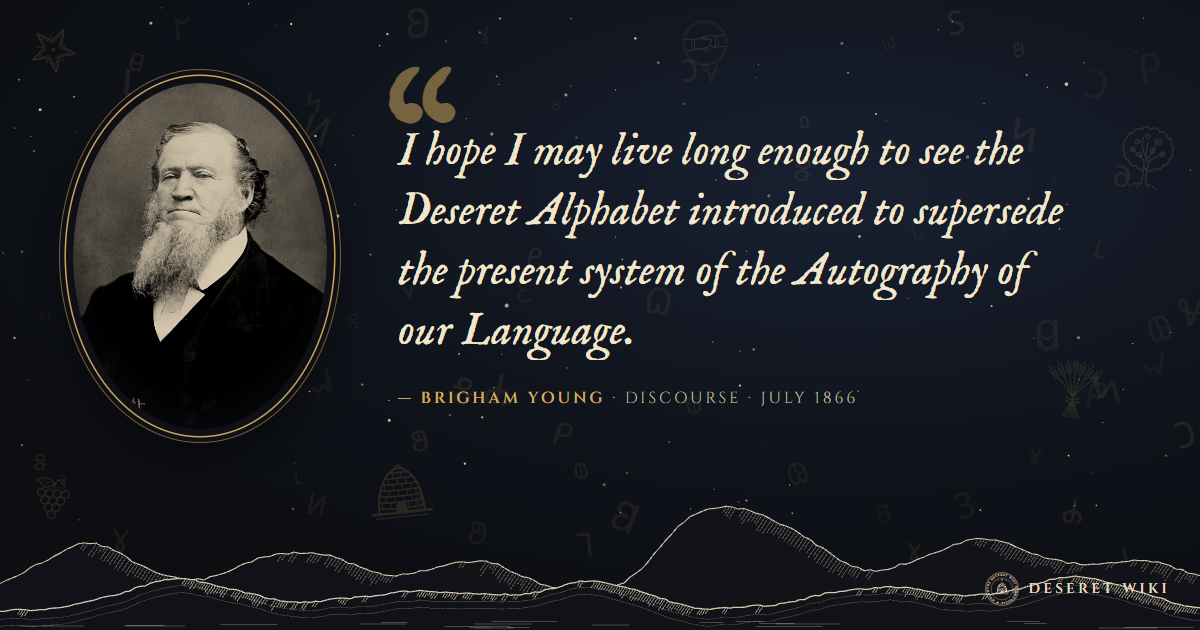 “
I hope I may live long enough to see the
Deseret Alphabet introduced to supersede
the present system of the Autography of
our Language.
— BRIGHAM YOUNG · DISCOURSE · JULY 1866
DESERET WIKI